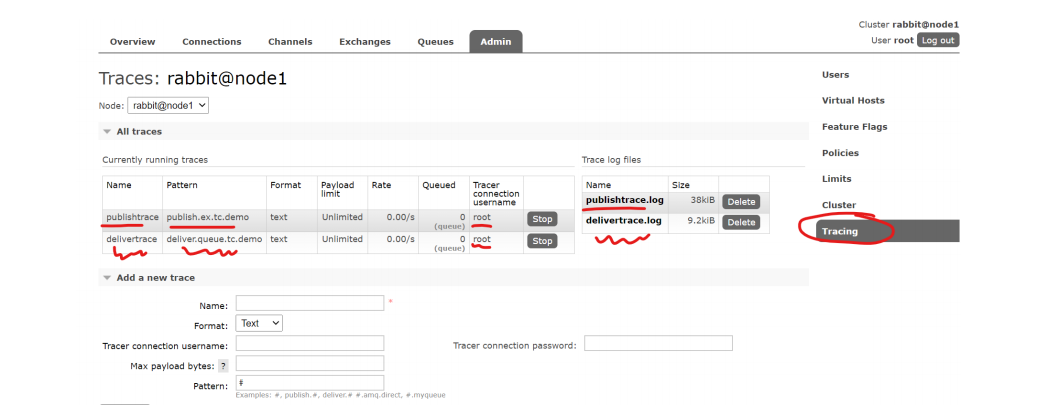 Cluster rabbit@node1
User root Log out
Overview Connections Channels Exchanges Queues Admin
Traces: rabbit@node1
Node: rabbit@node1
All traces
Currently running traces
Name Pattern Format Payload limit Rate Queued Tracer connection username
publishtrace publish.ex.tc.demo text Unlimited 0.00/s 0 (queue) root Stop
delivertrace deliver.queue.tc.demo text Unlimited 0.00/s 0 (queue) root Stop
Trace log files
Name Size
publishtrace.log 38kiB Delete
delivertrace.log 9.2kiB Delete
Add a new trace
Name: *
Format: Text
Tracer connection username:
Tracer connection password:
Max payload bytes: ?
Pattern: #
Examples: #, publish.#, deliver.# #.amq.direct, #.myqueue
Users
Virtual Hosts
Feature Flags
Policies
Limits
Cluster
Tracing